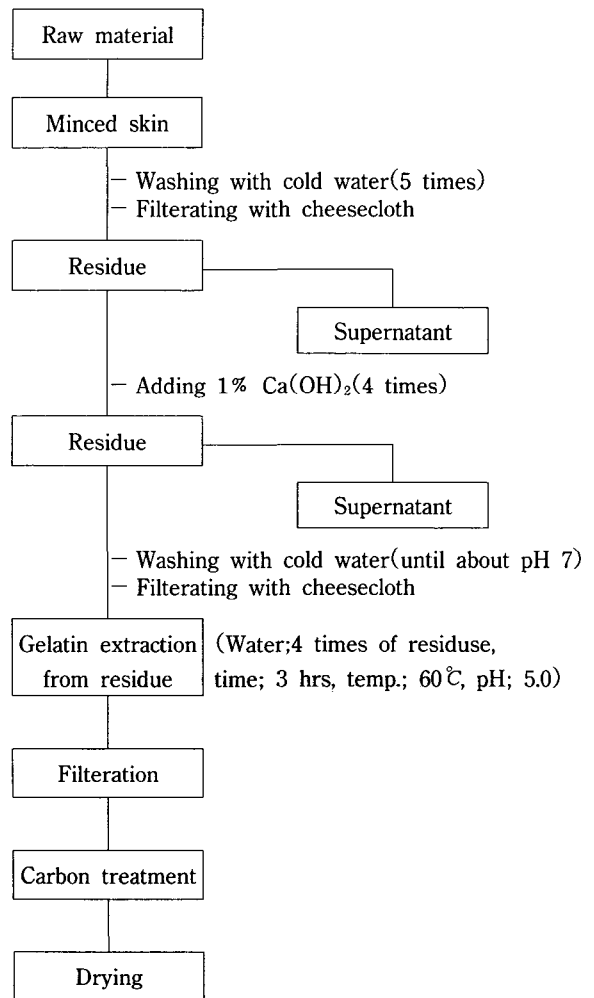 Raw material
Minced skin
— Washing with cold water(5 times)
— Filterating with cheesecloth
Residue
Supernatant
— Adding 1% Ca(OH)₂(4 times)
Residue
Supernatant
— Washing with cold water(until about pH 7)
— Filterating with cheesecloth
Gelatin extraction (Water;4 times of residuse,
from residue time; 3 hrs, temp.; 60℃, pH; 5.0)
Filteration
Carbon treatment
Drying